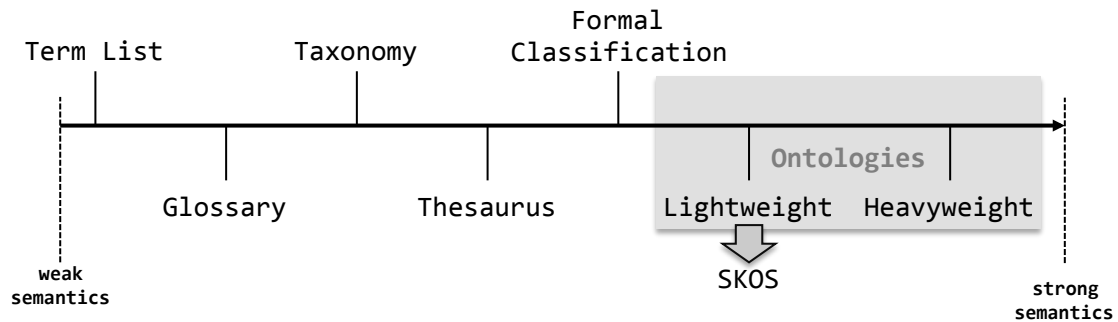 Formal
Term List
Taxonomy
Classification
Ontologies
Glossary
Thesaurus
Lightweight
Heavyweight
SKOS
weak
semantics
strong
semantics